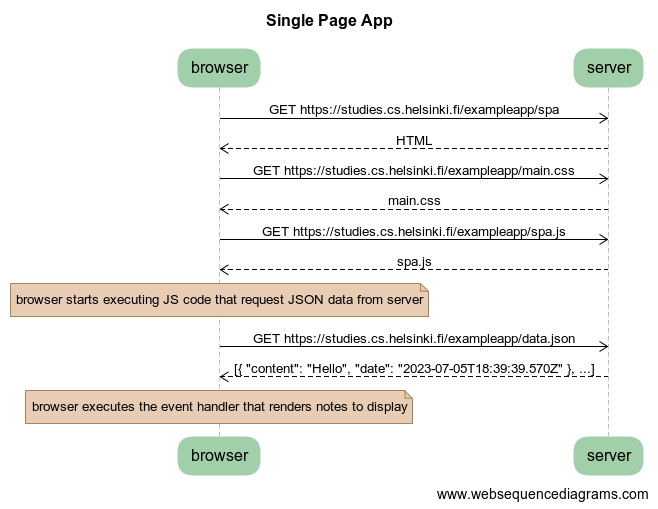 Single Page App
browser
server
GET https://studies.cs.helsinki.fi/exampleapp/spa
HTML
GET https://studies.cs.helsinki.fi/exampleapp/main.css
main.css
GET https://studies.cs.helsinki.fi/exampleapp/spa.js
spa.js
browser starts executing JS code that request JSON data from server
GET https://studies.cs.helsinki.fi/exampleapp/data.json
[{ "content": "Hello", "date": "2023-07-05T18:39:39.570Z" }, ...]
browser executes the event handler that renders notes to display
browser
server
www.websequencediagrams.com